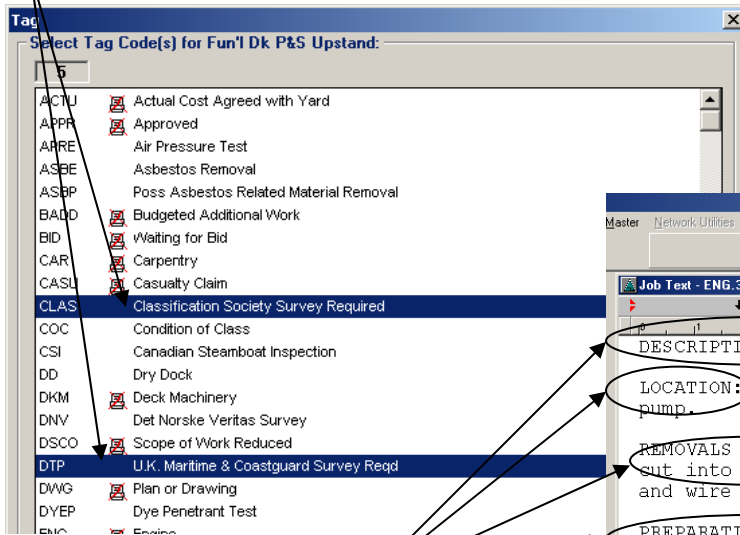 Tag
Select Tag Code(s) for Fun'l Dk P&S Upstand:
5
ACTU Actual Cost Agreed with Yard
APPR Approved
APRE Air Pressure Test
ASBE Asbestos Removal
ASBP Poss Asbestos Related Material Removal
BADD Budgeted Additional Work
BID Waiting for Bid
CAR Carpentry
CASU Casualty Claim
CLAS Classification Society Survey Required
COC Condition of Class
CSI Canadian Steamboat Inspection
DD Dry Dock
DKM Deck Machinery
DNV Det Norske Veritas Survey
DSCO Scope of Work Reduced
DTP U.K. Maritime & Coastguard Survey Reqd
DWG Plan or Drawing
DYEP Dye Penetrant Test
ENG Engine
Master Network Utilities
Job Text - ENG.3
0 1
DESCRIPTI
LOCATION:
pump.
REMOVALS
cut into
and wire
PREPARATI